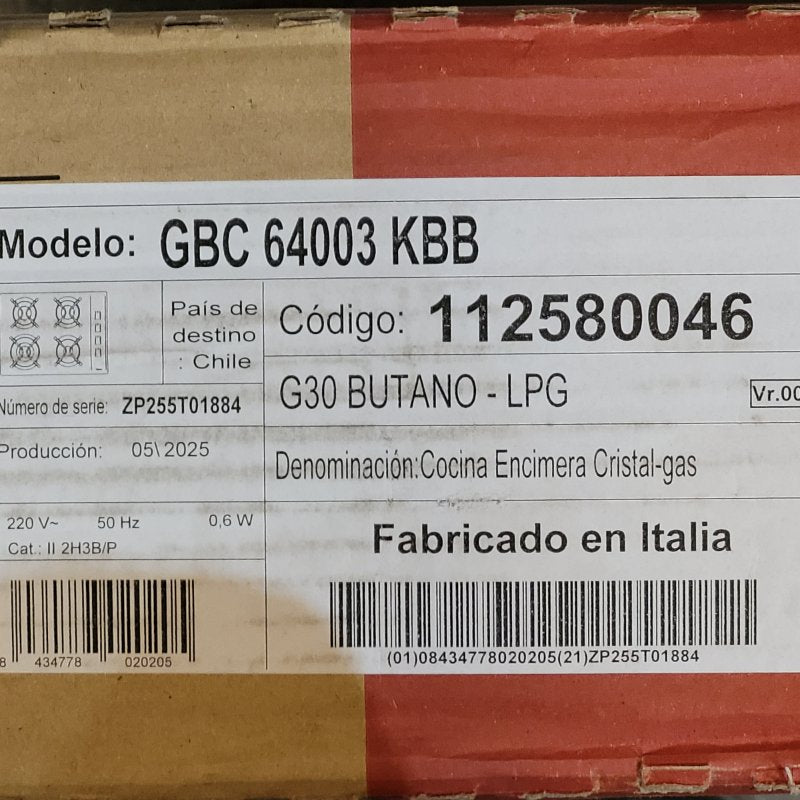 Modelo: GBC 64003 KBB
País de
destino
: Chile
Código: 112580046
Número de serie: ZP255T01884
G30 BUTANO - LPG
Vr.00
Producción: 05\ 2025
Denominación:Cocina Encimera Cristal-gas
220 V~ 50 Hz 0,6 W
Cat.: II 2H3B/P
Fabricado en Italia
8 434778 020205
(01)08434778020205(21)ZP255T01884